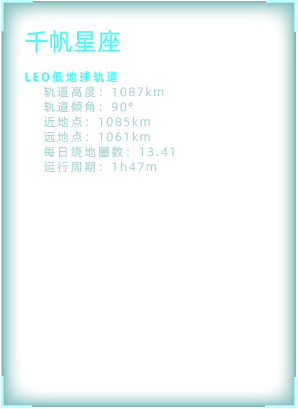 千帆星座
LEO低地球轨道
轨道高度：1087km
轨道倾角：90°
近地点：1085km
远地点：1061km
每日绕地圈数：13.41
运行周期：1h47m